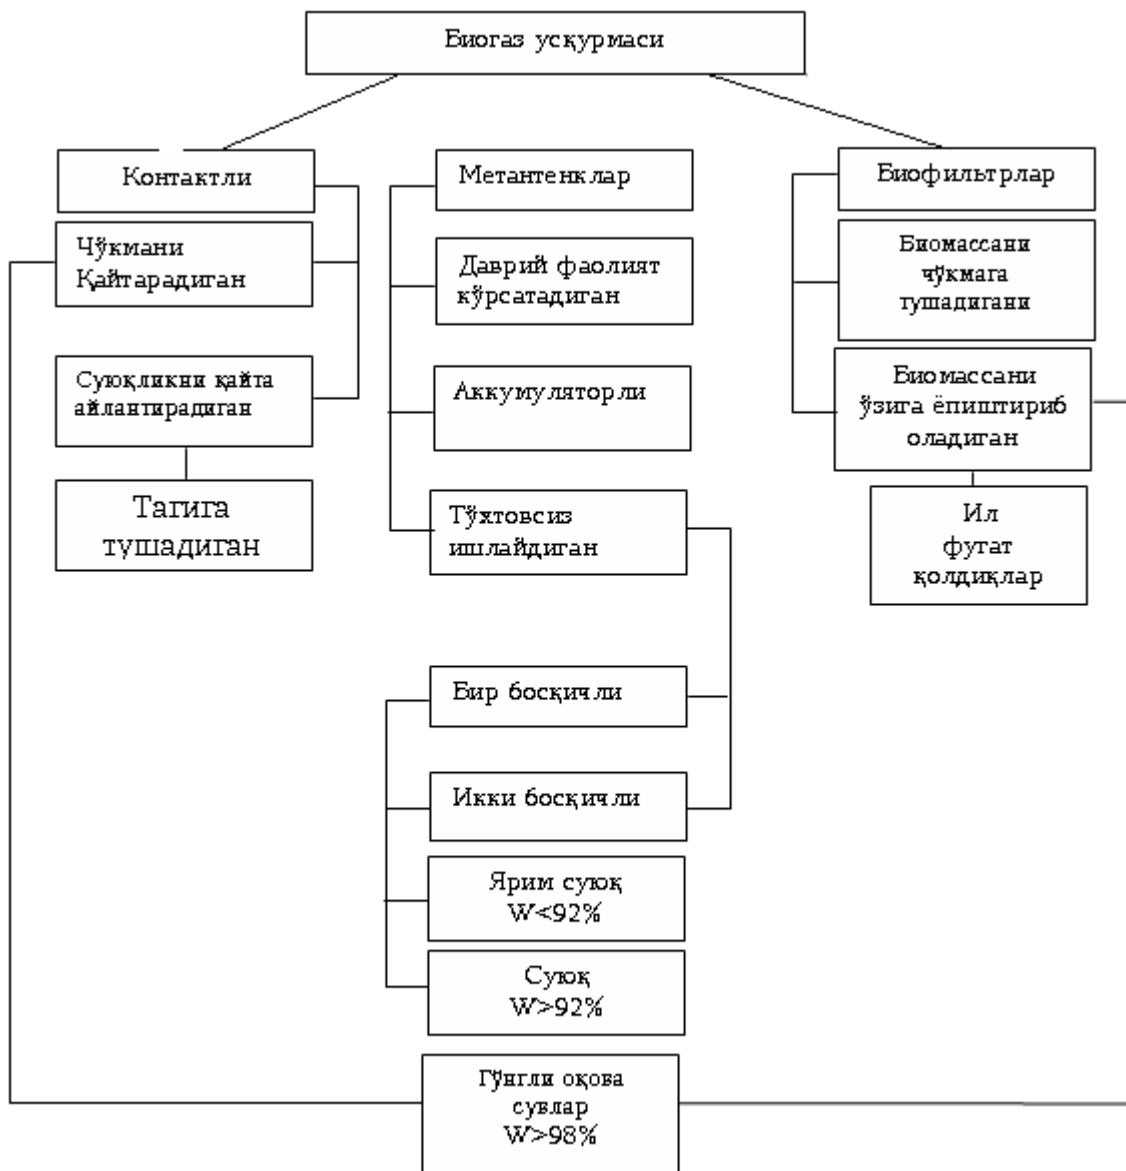 Биогаз усқурмаси
Контактли
Чўкмани
Қайтарадиган
Суюқликни қайта
айлантирадиган
Тагига
тушадиган
Метантенклар
Даврий фаолият
кўрсатадиган
Аккумуляторли
Тўхтовсиз
ишлайдиган
Бир босқичли
Икки босқичли
Ярим суюқ
W<92%
Суюқ
W>92%
Гўнгли оқова
сувлар
W>98%
Биофильтрлар
Биомассани
чўкмага
тушадигани
Биомассани
ўзига ёпиштириб
оладиган
Ил
фугат
қолдиқлар